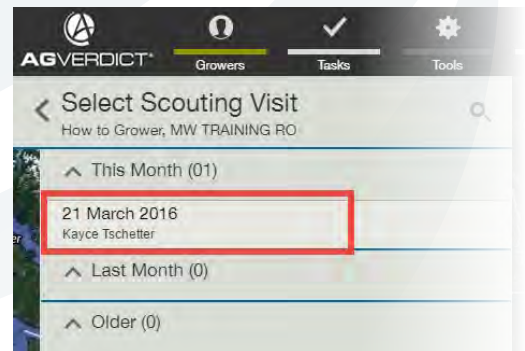 AGVERDICT®
Growers
Tasks
Tools
Select Scouting Visit
How to Grower, MW TRAINING RO
This Month (01)
21 March 2016
Kayce Tschetter
Last Month (0)
Older (0)